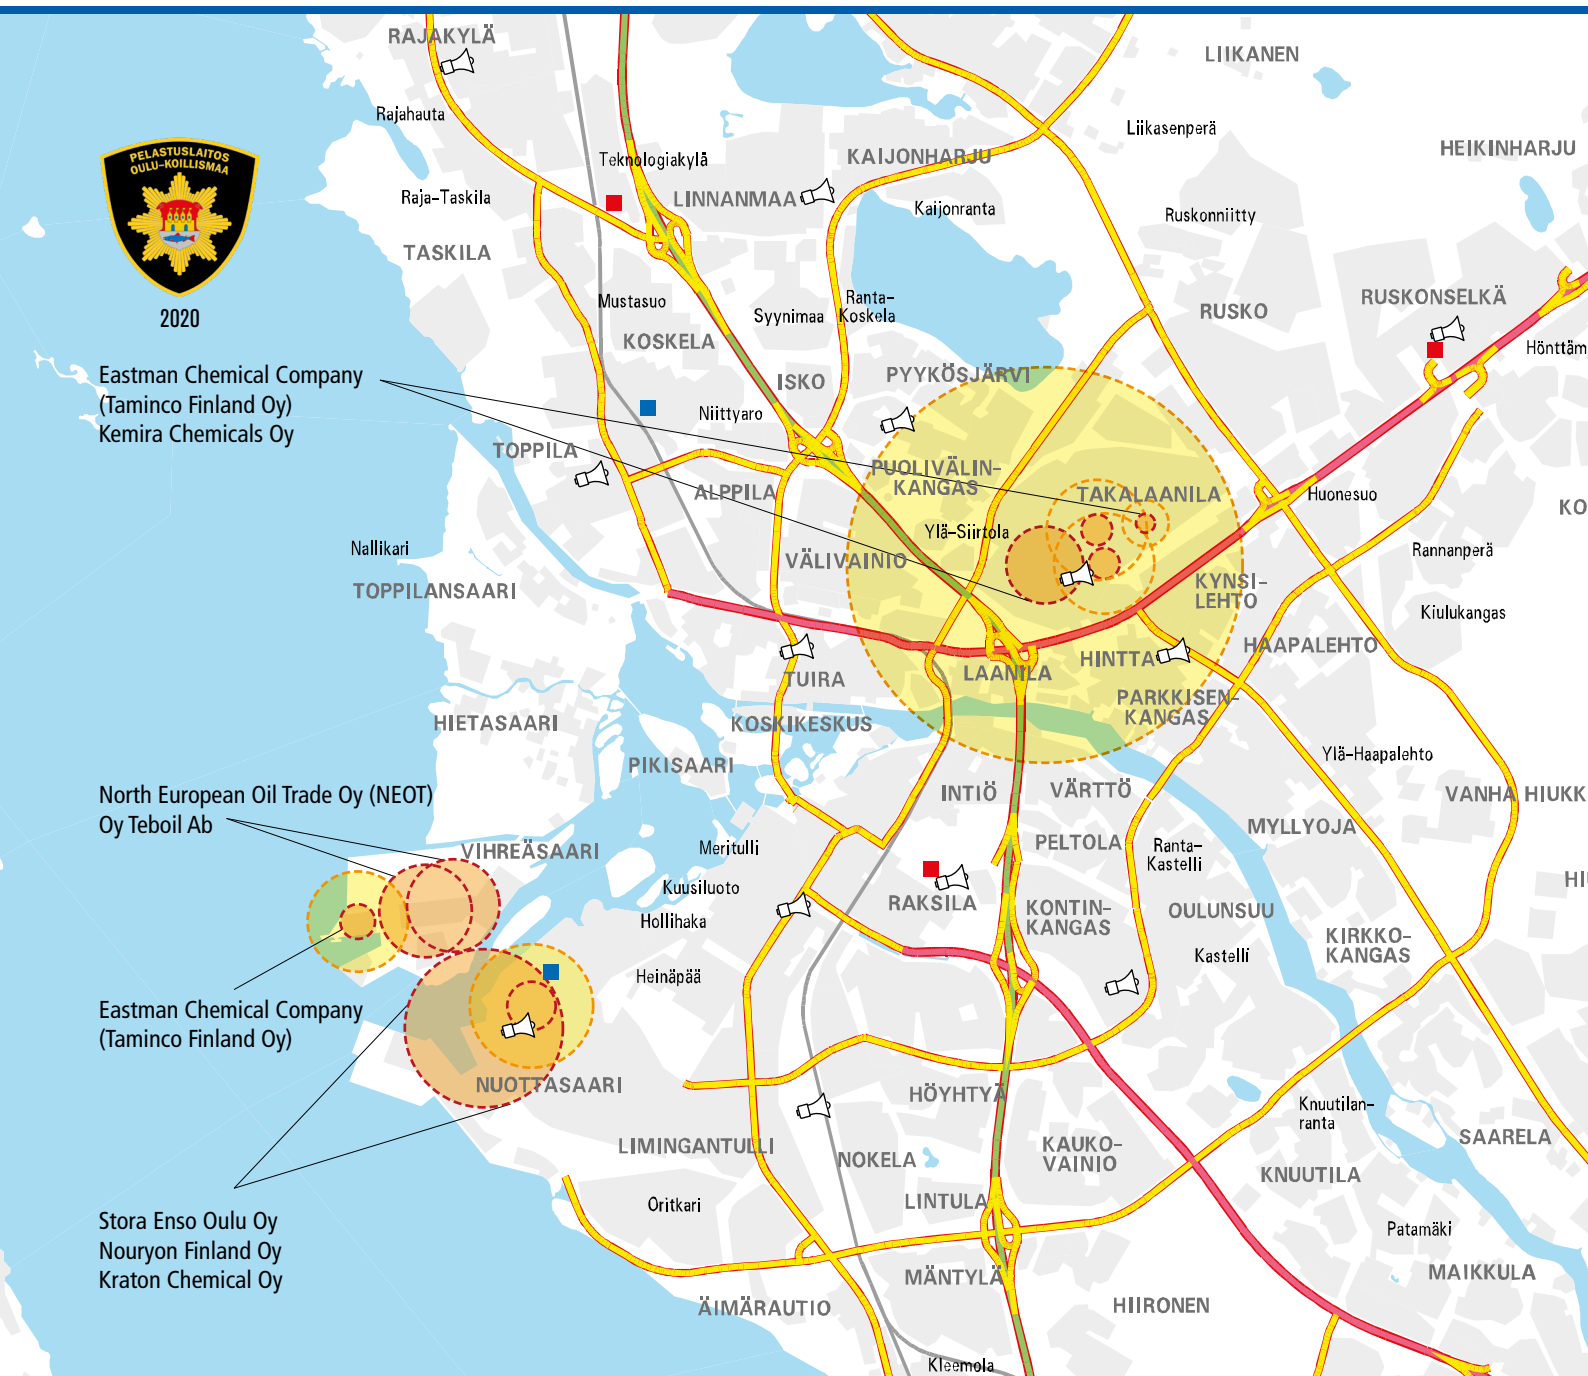 RAJAKYLÄ
LIIKANEN
Rajahauta
Liikasenperä
HEIKINHARJU
PELASTUSLAITOS
OULU-KOILLISMAA
2020
Teknologiakylä
KAIJONHARJU
LINNANMAA
Raja-Taskila
Kaijonranta
Ruskonniitty
TASKILA
Mustasuo
Syynimaa
Ranta-
Koskela
RUSKO
RUSKONSELKÄ
KOSKELA
Hönttäm
Eastman Chemical Company
(Taminco Finland Oy)
Kemira Chemicals Oy
ISKO
PYYKÖSJÄRVI
Niittyaro
TOPPILA
ALPPILA
PUOLIVÄLIN-
KANGAS
TAKALAANILA
Huonesuo
KO
Ylä-Siirtola
Nallikari
VÄLIVAINIO
Rannanperä
TOPPILANSAARI
KYNSI-
LEHTO
Kiulukangas
HAAPALEHTO
HINTTA
LAANILA
TUIRA
PARKKISEN-
KANGAS
HIETASAARI
KOSKIKESKUS
PIKISAARI
Ylä-Haapalehto
INTIÖ
VÄRTTÖ
VANHA HIUKK
North European Oil Trade Oy (NEOT)
Oy Teboil Ab
MYLLYOJA
VIHREÄSAARI
Meritulli
PELTOLA
Ranta-
Kastelli
HIU
Kuusiluoto
RAKSILA
KONTIN-
KANGAS
OULUNSUU
Hollihaka
KIRKKO-
KANGAS
Kastelli
Heinäpää
Eastman Chemical Company
(Taminco Finland Oy)
NUOTTASAARI
HÖYHTYÄ
Knuutilan-
ranta
LIMINGANTULLI
NOKELA
KAUKO-
VAINIO
SAARELA
KNUUTILA
Oritkari
LINTULA
Patamäki
Stora Enso Oulu Oy
Nouryon Finland Oy
Kraton Chemical Oy
MÄNTYLÄ
MAIKKULA
ÄIMÄRAUTIO
HIIRONEN
Kleemola